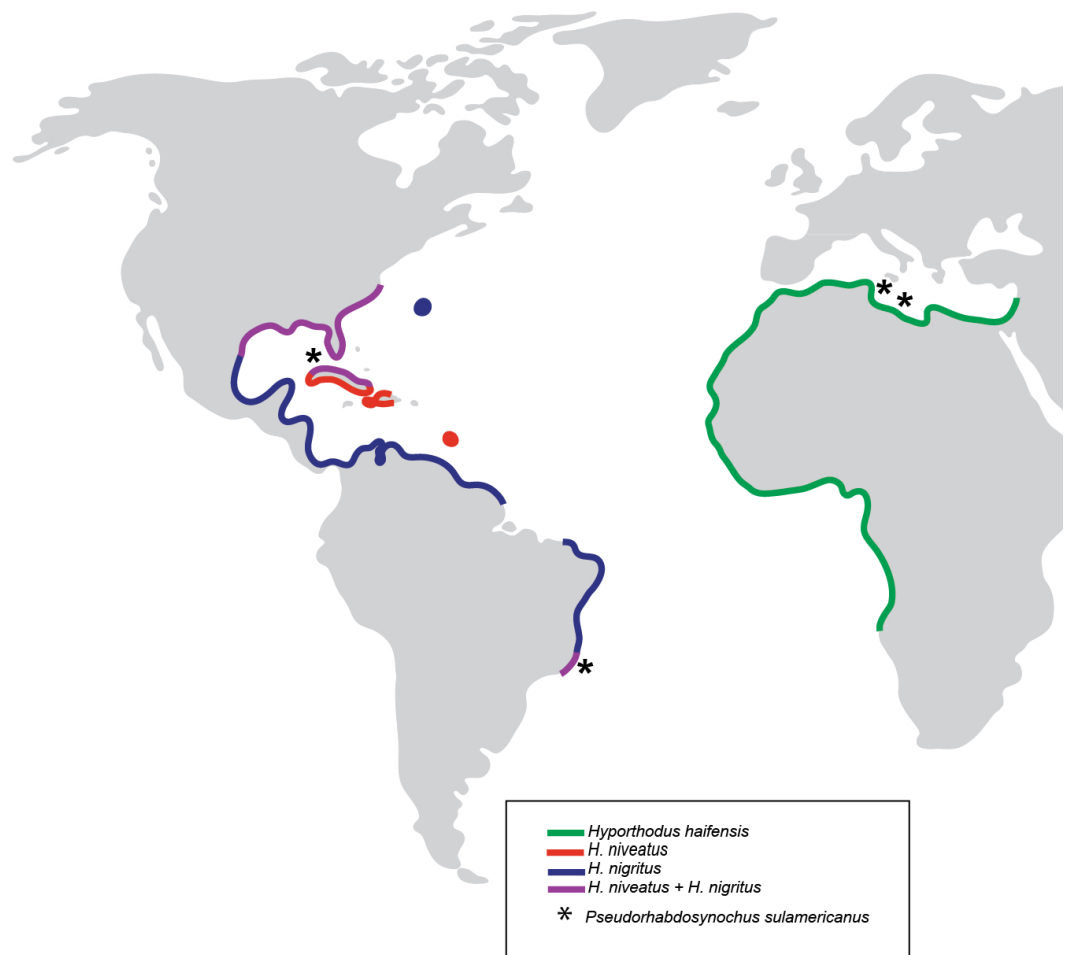 Hyporthodus haifensis
H. niveatus
H. nigritus
H. niveatus + H. nigritus
* Pseudorhabdosynochus sulamericanus